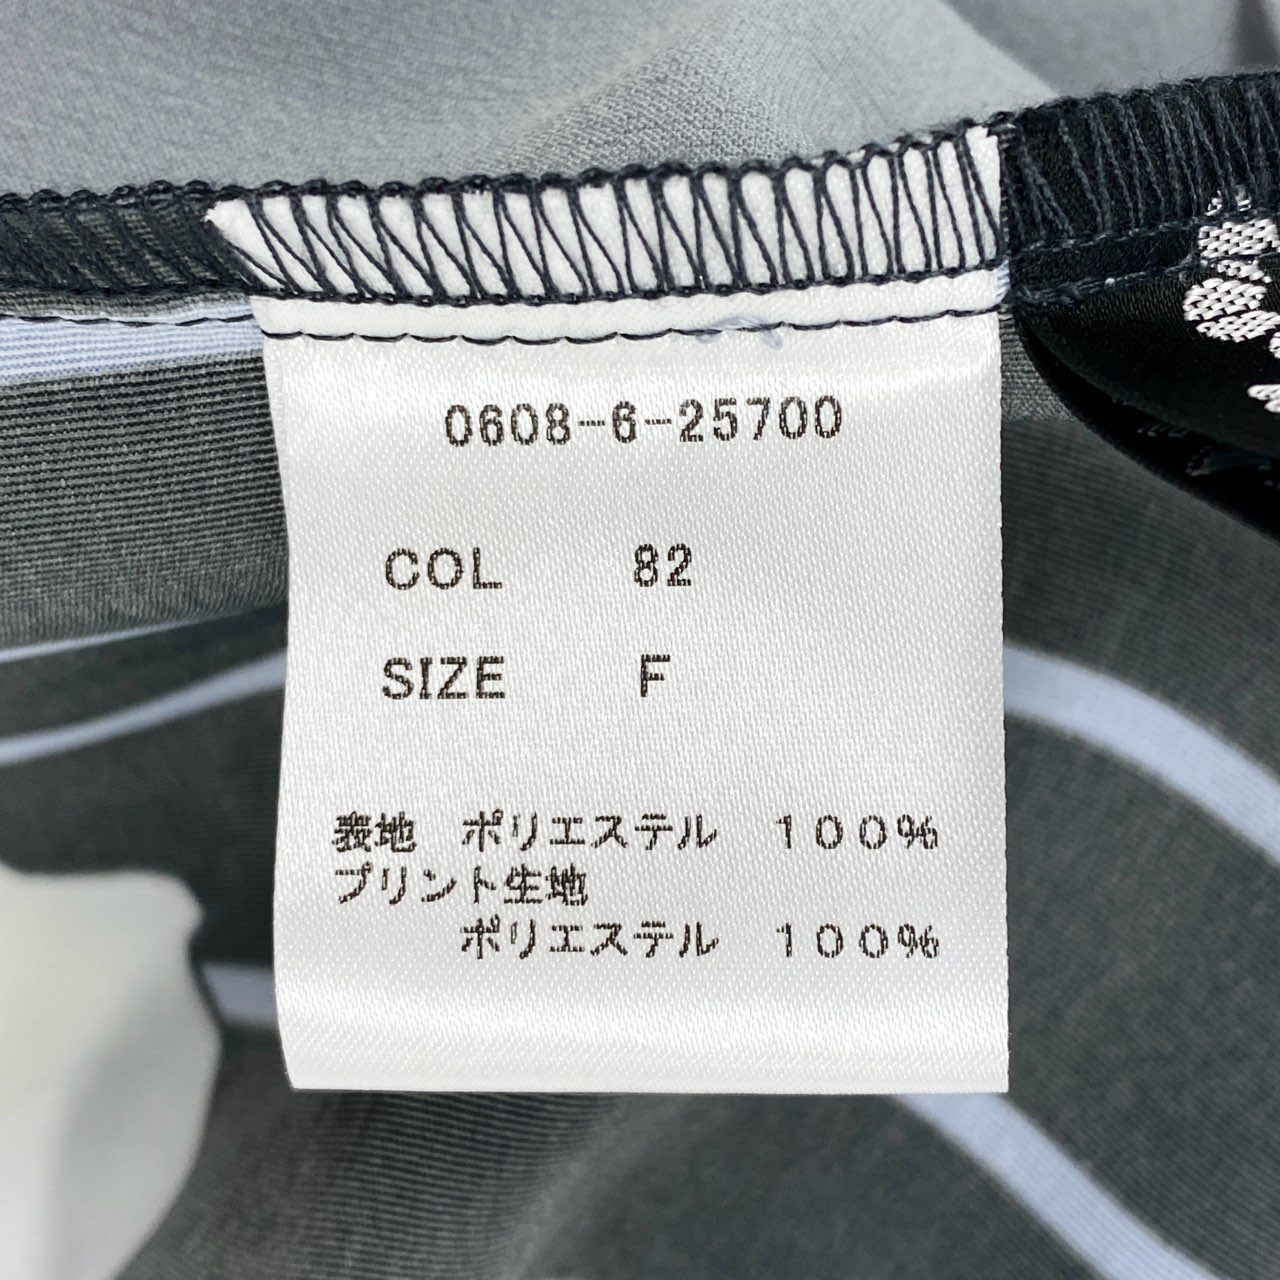 0608-6-25700
COL 82
SIZE F
表地 ポリエステル 100%
プリント生地
ポリエステル 100%